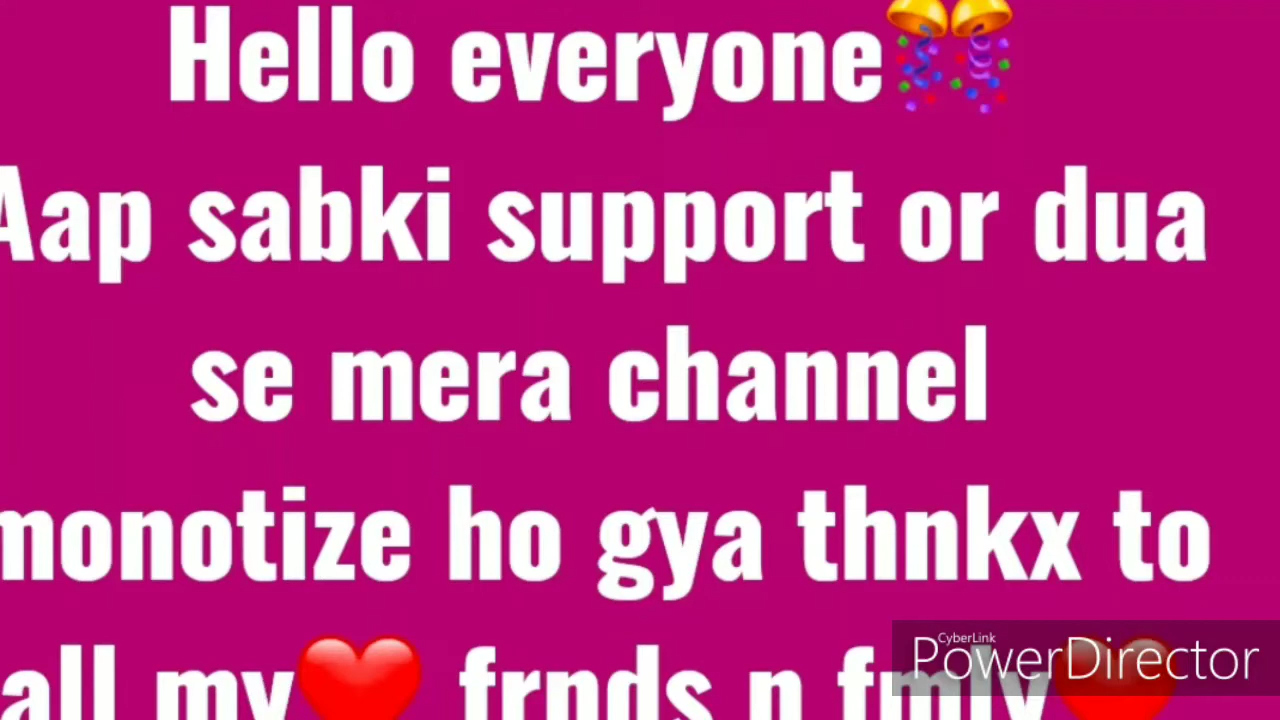 Hello everyone🎊
Aap sabki support or dua
se mera channel
monotize ho gya thnkx to
all my❤️ frnds n fmly❤️
CyberLink
PowerDirector